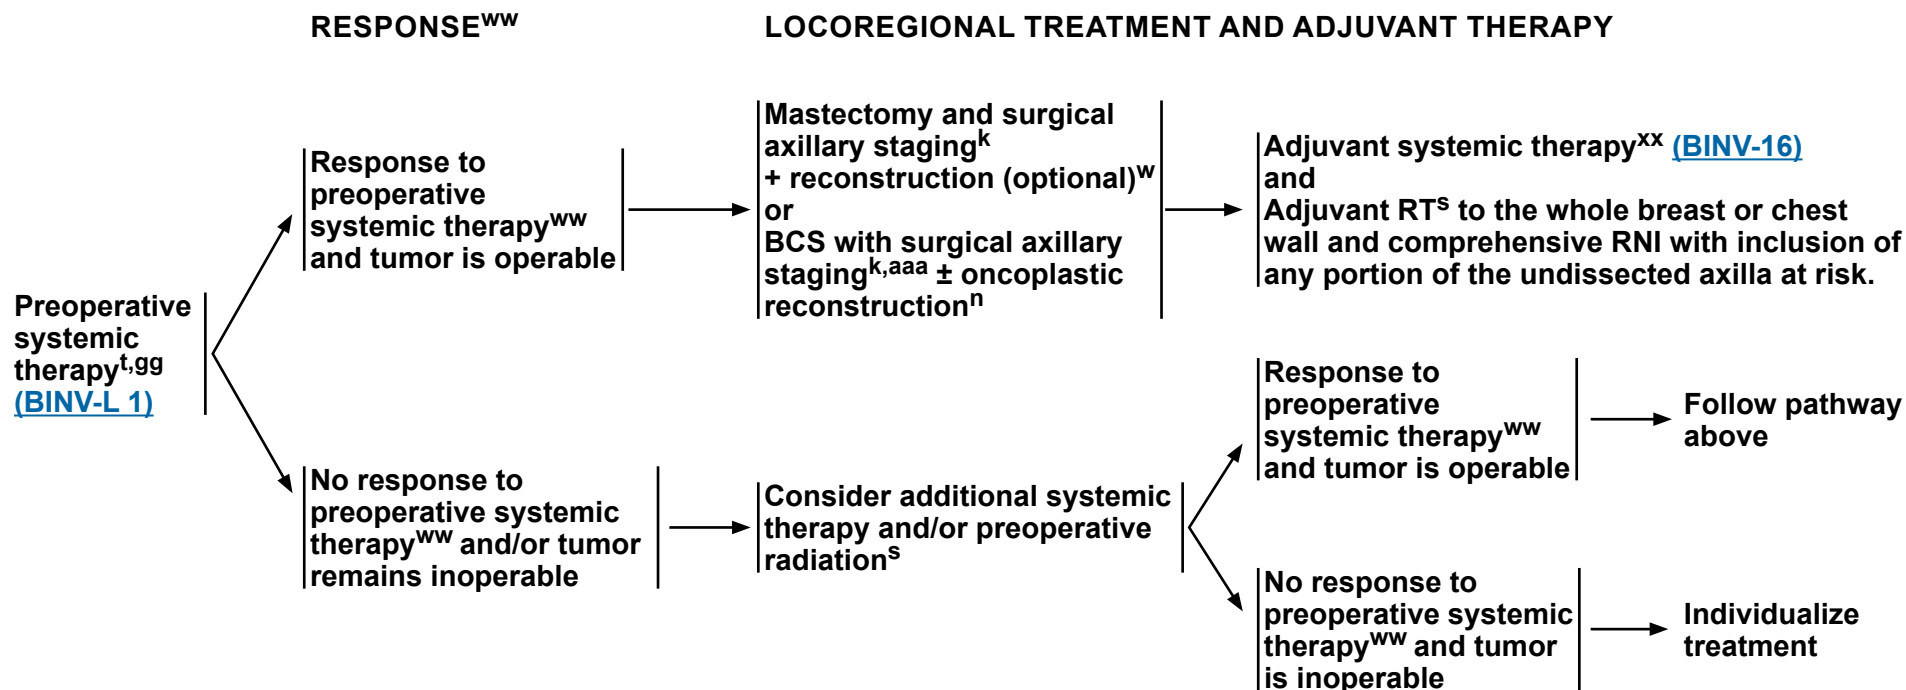 RESPONSEww
LOCOREGIONAL TREATMENT AND ADJUVANT THERAPY
Preoperative
systemic
therapyt,gg
(BINV-L 1)
Response to
preoperative
systemic therapyww
and tumor is operable
Mastectomy and surgical
axillary stagingk
+ reconstruction (optional)w
or
BCS with surgical axillary
stagingk,aaa ± oncoplastic
reconstructionn
Adjuvant systemic therapyxx (BINV-16)
and
Adjuvant RTs to the whole breast or chest
wall and comprehensive RNI with inclusion of
any portion of the undissected axilla at risk.
No response to
preoperative systemic
therapyww and/or tumor
remains inoperable
Consider additional systemic
therapy and/or preoperative
radiations
Response to
preoperative
systemic therapyww
and tumor is operable
Follow pathway
above
No response to
preoperative systemic
therapyww and tumor
is inoperable
Individualize
treatment